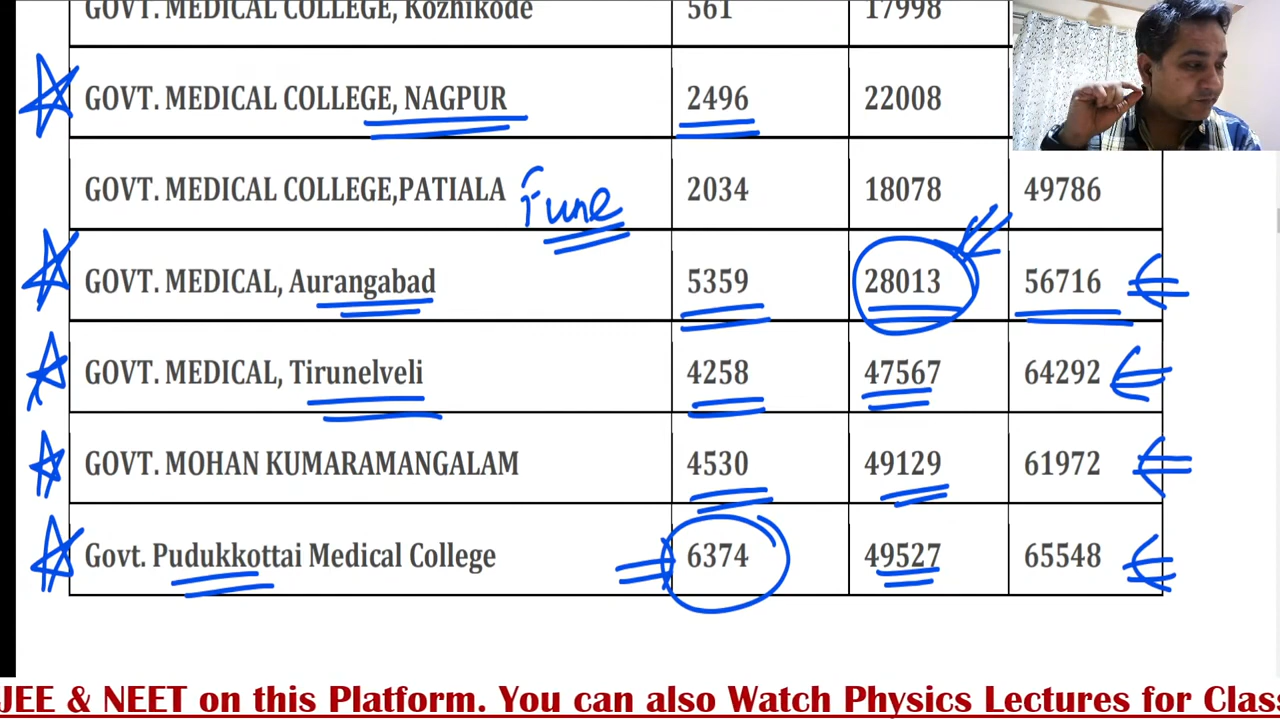 GOVT. MEDICAL COLLEGE, Kozhikode 561 17998
GOVT. MEDICAL COLLEGE, NAGPUR 2496 22008
GOVT. MEDICAL COLLEGE,PATIALA 2034 18078 49786
GOVT. MEDICAL, Aurangabad 5359 28013 56716
GOVT. MEDICAL, Tirunelveli 4258 47567 64292
GOVT. MOHAN KUMARAMANGALAM 4530 49129 61972
Govt. Pudukkottai Medical College 6374 49527 65548
JEE & NEET on this Platform. You can also Watch Physics Lectures for Clas